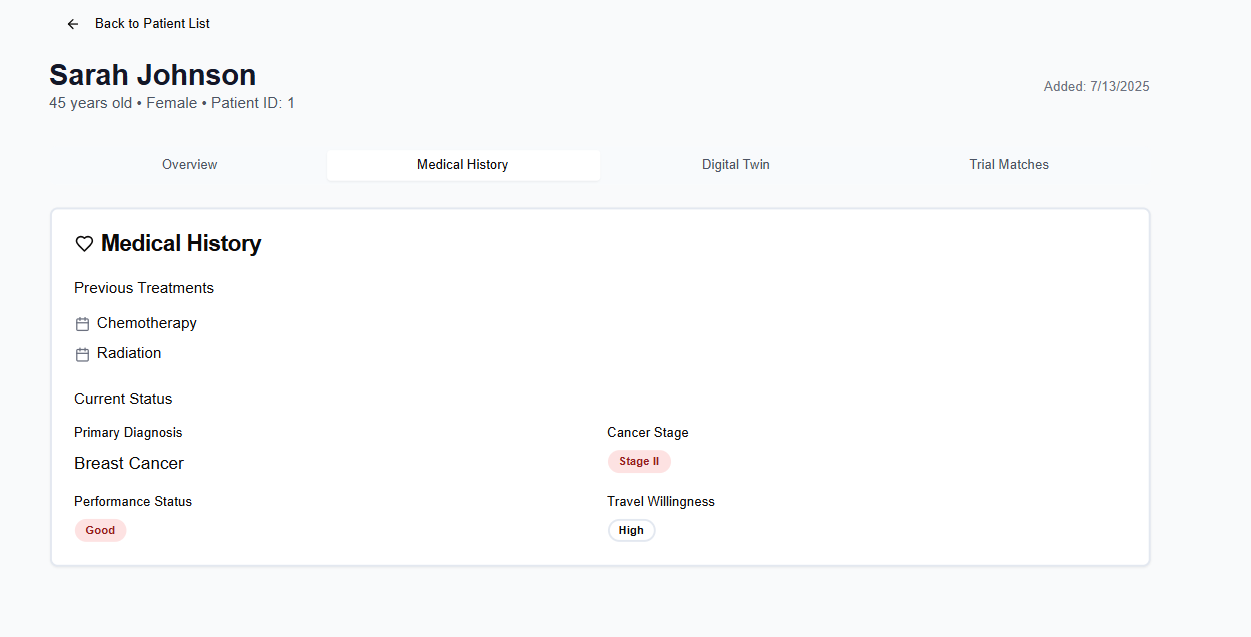 Back to Patient List
Sarah Johnson
45 years old • Female • Patient ID: 1
Added: 7/13/2025
Overview
Medical History
Digital Twin
Trial Matches
Medical History
Previous Treatments
Chemotherapy
Radiation
Current Status
Primary Diagnosis
Breast Cancer
Cancer Stage
Stage II
Performance Status
Good
Travel Willingness
High